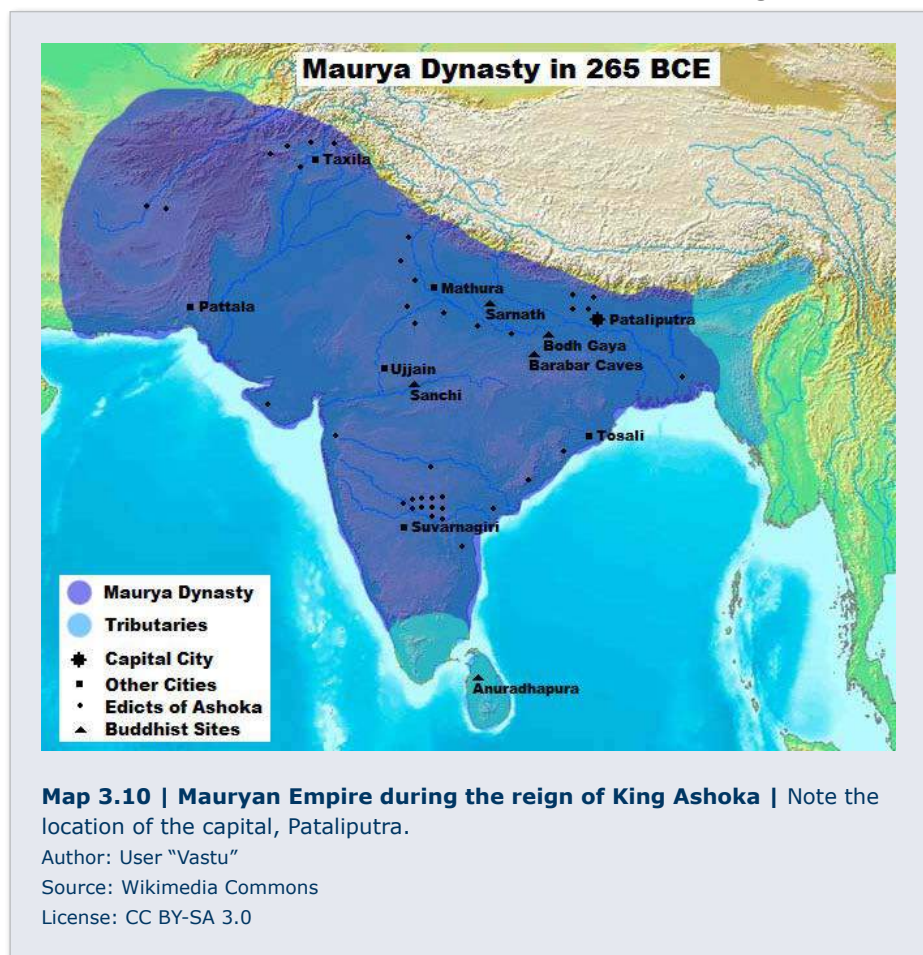 Maurya Dynasty in 265 BCE
Taxila
Mathura
Pattala
Sarnath
Pataliputra
Bodh Gaya
Barabar Caves
Ujjain
Sanchi
Tosali
Suvarnagiri
Maurya Dynasty
Tributaries
Capital City
Other Cities
Edicts of Ashoka
Buddhist Sites
Anuradhapura
Map 3.10 | Mauryan Empire during the reign of King Ashoka | Note the
location of the capital, Pataliputra.
Author: User “Vastu”
Source: Wikimedia Commons
License: CC BY-SA 3.0